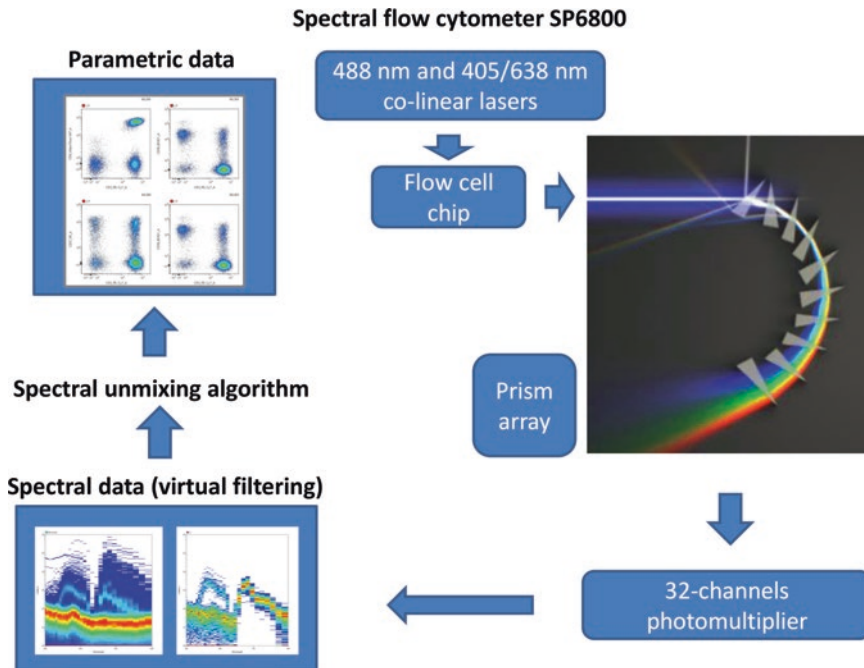 Spectral flow cytometer SP6800
488 nm and 405/638 nm
co-linear lasers
Flow cell
chip
Prism
array
32-channels
photomultiplier
Spectral data (virtual filtering)
Spectral unmixing algorithm
Parametric data